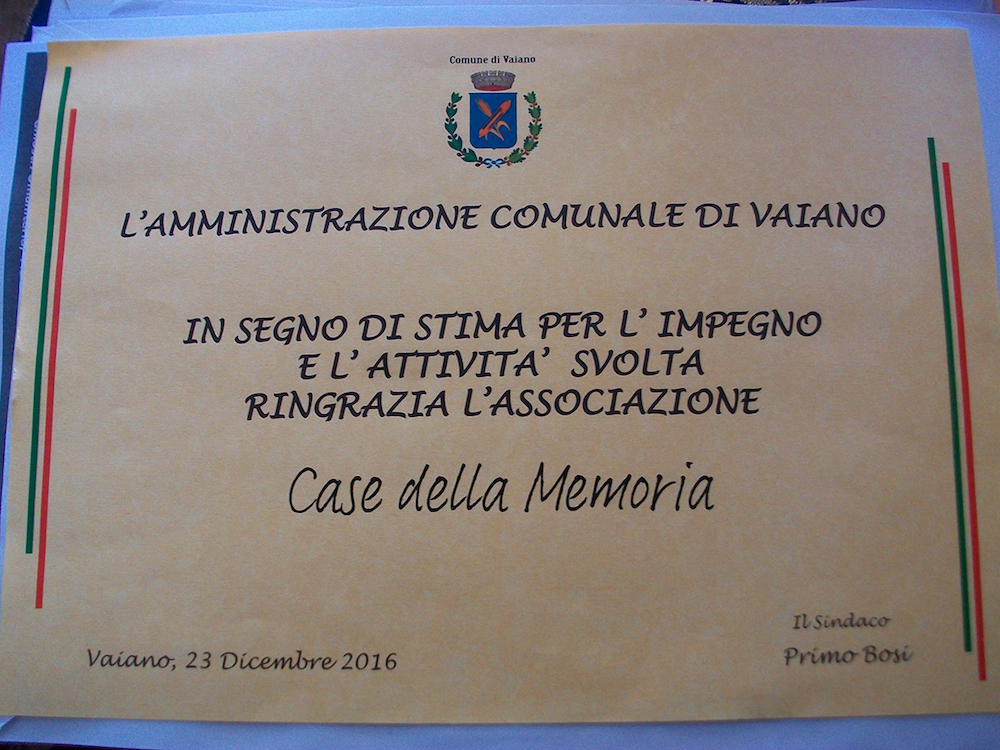 Comune di Vaiano
L'AMMINISTRAZIONE COMUNALE DI VAIANO
IN SEGNO DI STIMA PER L' IMPEGNO
E L' ATTIVITA' SVOLTA
RINGRAZIA L'ASSOCIAZIONE
Case della Memoria
Il Sindaco
Vaiano, 23 Dicembre 2016
Primo Bosi